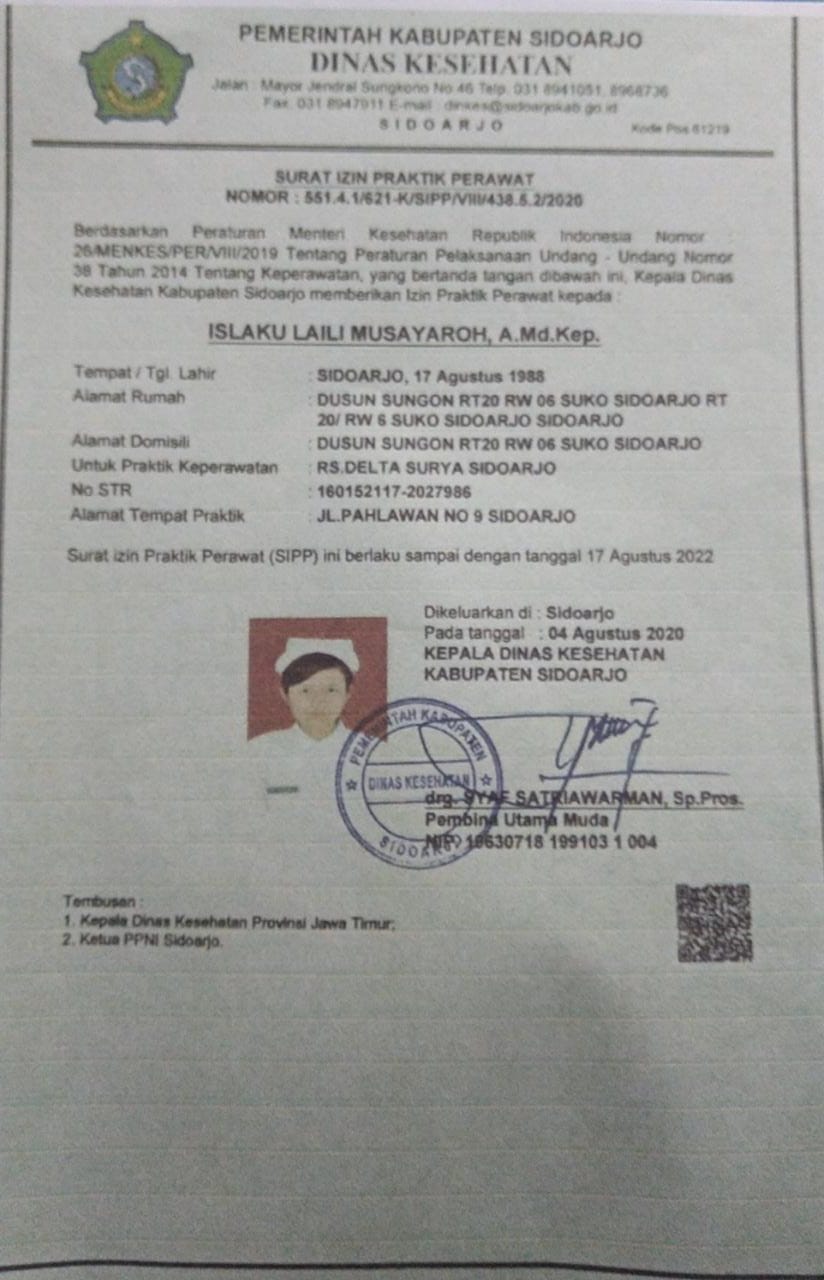 PEMERINTAH KABUPATEN SIDOARJO
DINAS KESEHATAN
Jalan : Mayor Jendral Sungkono No.46 Telp. 031 8941051, 8968736
Fax. 031 8947911 E-mail : dinkes@sidoarjokab.go.id
SIDOARJO
Kode Pos 61219
SURAT IZIN PRAKTIK PERAWAT
NOMOR : 551.4.1/621-K/SIPP/VIII/438.5.2/2020
Berdasarkan Peraturan Menteri Kesehatan Republik Indonesia Nomor :
26/MENKES/PER/VIII/2019 Tentang Peraturan Pelaksanaan Undang - Undang Nomor
38 Tahun 2014 Tentang Keperawatan, yang bertanda tangan dibawah ini, Kepala Dinas
Kesehatan Kabupaten Sidoarjo memberikan Izin Praktik Perawat kepada :
ISLAKU LAILI MUSAYAROH, A.Md.Kep.
Tempat / Tgl. Lahir : SIDOARJO, 17 Agustus 1988
Alamat Rumah : DUSUN SUNGON RT20 RW 06 SUKO SIDOARJO RT
20/ RW 6 SUKO SIDOARJO SIDOARJO
Alamat Domisili : DUSUN SUNGON RT20 RW 06 SUKO SIDOARJO
Untuk Praktik Keperawatan : RS.DELTA SURYA SIDOARJO
No STR : 160152117-2027986
Alamat Tempat Praktik : JL.PAHLAWAN NO 9 SIDOARJO
Surat izin Praktik Perawat (SIPP) ini berlaku sampai dengan tanggal 17 Agustus 2022
Dikeluarkan di : Sidoarjo
Pada tanggal : 04 Agustus 2020
KEPALA DINAS KESEHATAN
KABUPATEN SIDOARJO
PEMERINTAH KABUPATEN
DINAS KESEHATAN
SIDOARJO
drg. SYAF SATRIAWARMAN, Sp.Pros.
Pembina Utama Muda
NIP. 19630718 199103 1 004
Tembusan :
1. Kepala Dinas Kesehatan Provinsi Jawa Timur;
2. Ketua PPNI Sidoarjo.